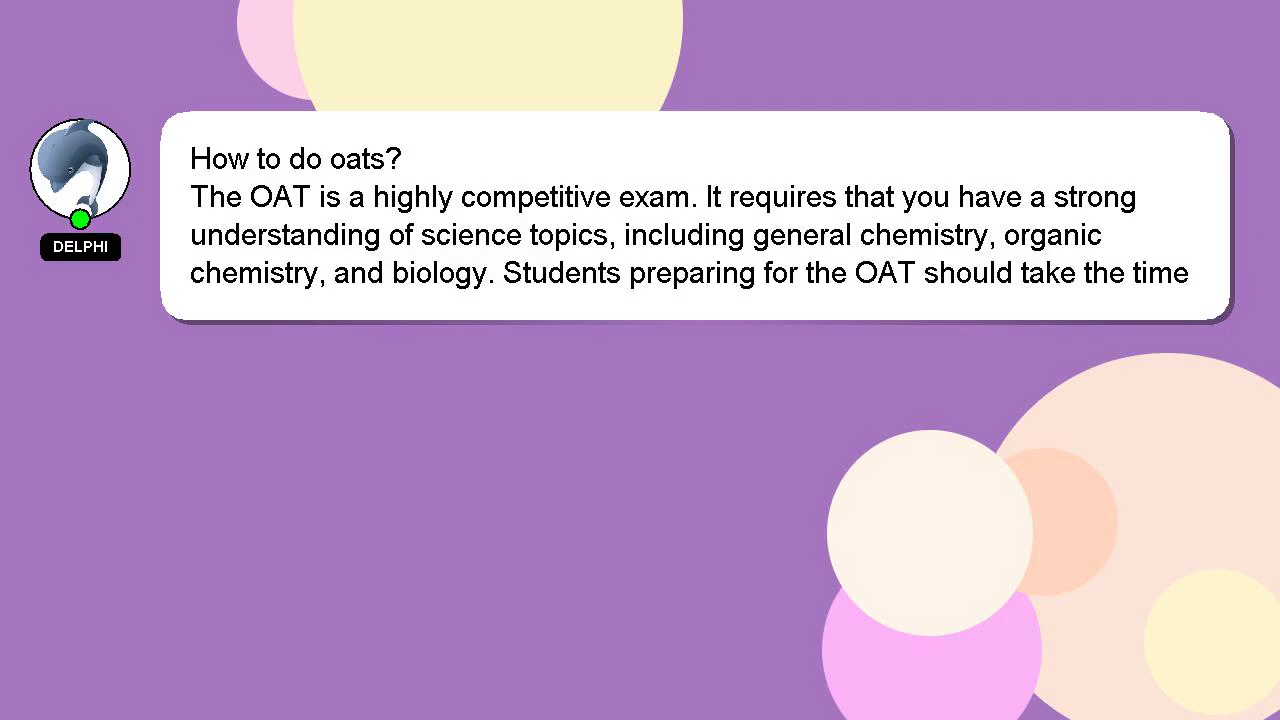 How to do oats?
The OAT is a highly competitive exam. It requires that you have a strong
understanding of science topics, including general chemistry, organic
chemistry, and biology. Students preparing for the OAT should take the time
DELPHI